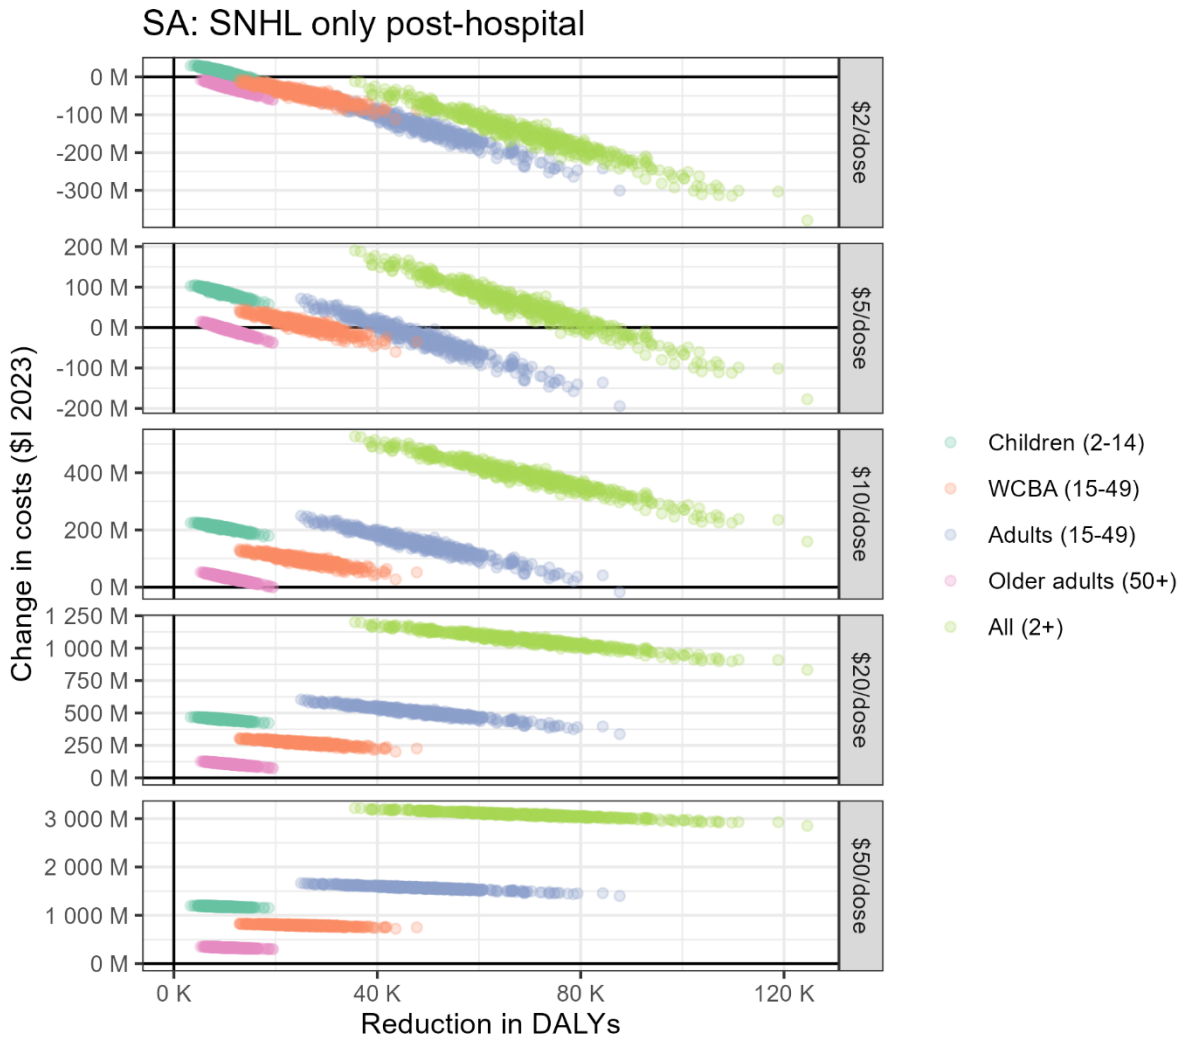 SA: SNHL only post-hospital
Change in costs ($I 2023)
0 M
-100 M
-200 M
-300 M
$2/dose
200 M
100 M
0 M
-100 M
-200 M
$5/dose
400 M
200 M
0 M
$10/dose
1 250 M
1 000 M
750 M
500 M
250 M
0 M
$20/dose
3 000 M
2 000 M
1 000 M
0 M
$50/dose
0 K
40 K
80 K
120 K
Reduction in DALYs
Children (2-14)
WCBA (15-49)
Adults (15-49)
Older adults (50+)
All (2+)